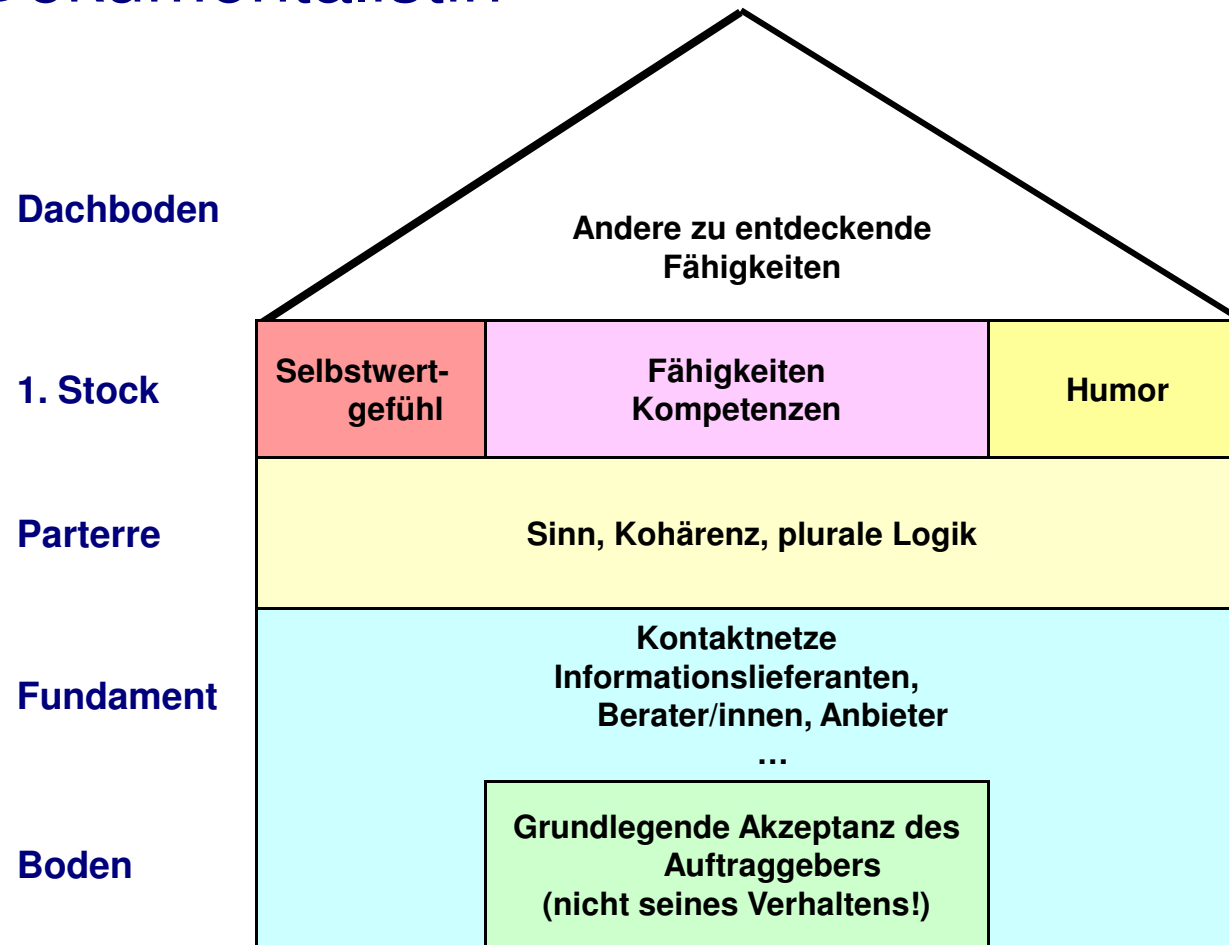 Dachboden
Andere zu entdeckende
Fähigkeiten
1. Stock
Selbstwert-
gefühl
Fähigkeiten
Kompetenzen
Humor
Parterre
Sinn, Kohärenz, plurale Logik
Fundament
Kontaktnetze
Informationslieferanten,
Berater/innen, Anbieter
…
Boden
Grundlegende Akzeptanz des
Auftraggebers
(nicht seines Verhaltens!)